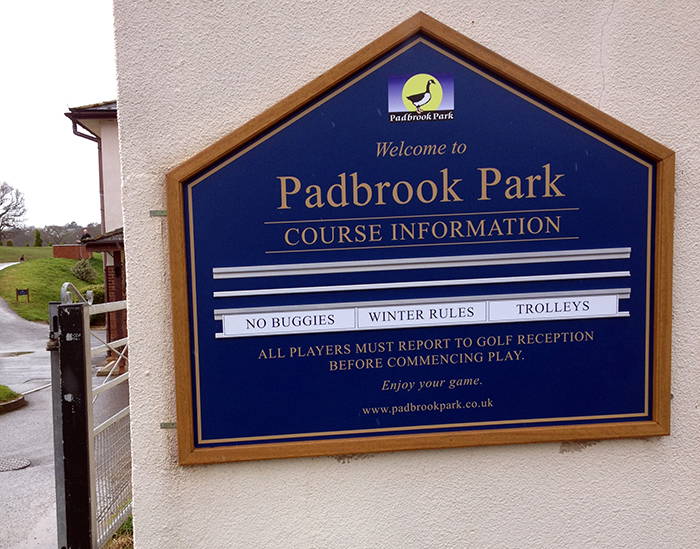 Padbrook Park
Welcome to
Padbrook Park
COURSE INFORMATION
NO BUGGIES WINTER RULES TROLLEYS
ALL PLAYERS MUST REPORT TO GOLF RECEPTION
BEFORE COMMENCING PLAY.
Enjoy your game.
www.padbrookpark.co.uk